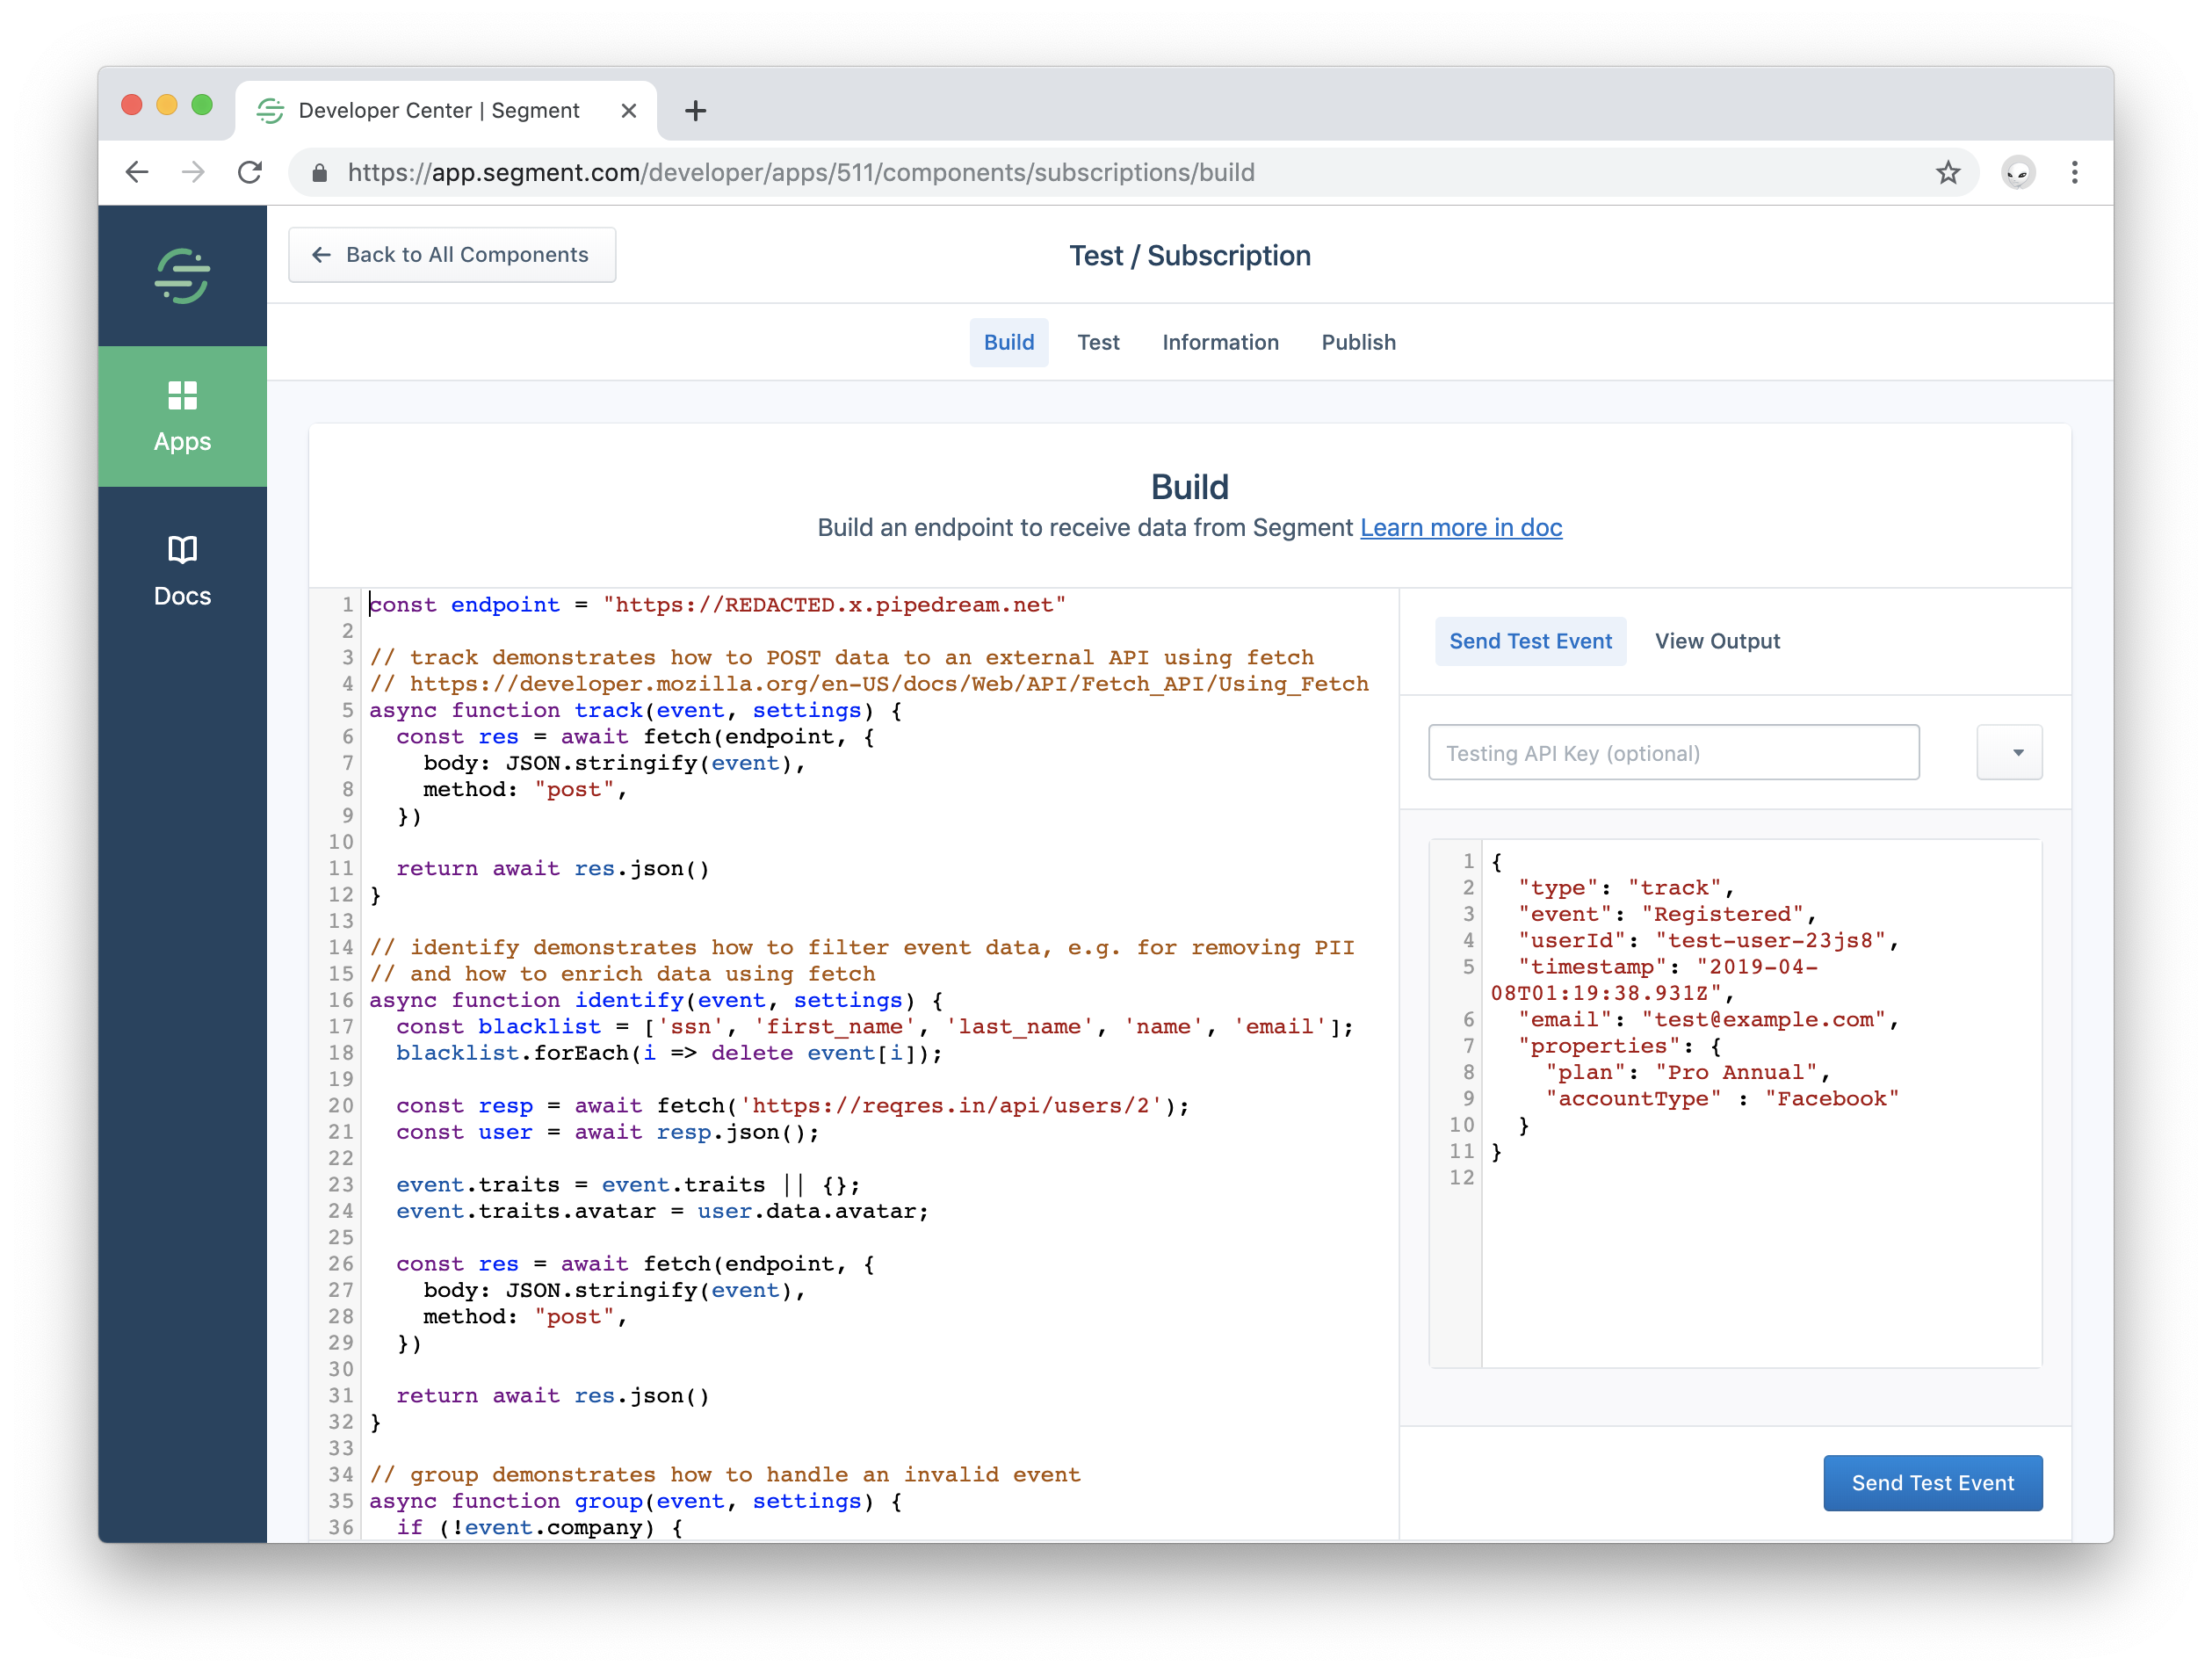 Developer Center | Segment
https://app.segment.com/developer/apps/511/components/subscriptions/build
Back to All Components
Test / Subscription
Build Test Information Publish
Apps
Docs
Build
Build an endpoint to receive data from Segment Learn more in doc
1 const endpoint = "https://REDACTED.x.pipedream.net"
2
3 // track demonstrates how to POST data to an external API using fetch
4 // https://developer.mozilla.org/en-US/docs/Web/API/Fetch_API/Using_Fetch
5 async function track(event, settings) {
6   const res = await fetch(endpoint, {
7     body: JSON.stringify(event),
8     method: "post",
9   })
10
11   return await res.json()
12 }
13
14 // identify demonstrates how to filter event data, e.g. for removing PII
15 // and how to enrich data using fetch
16 async function identify(event, settings) {
17   const blacklist = ['ssn', 'first_name', 'last_name', 'name', 'email'];
18   blacklist.forEach(i => delete event[i]);
19
20   const resp = await fetch('https://reqres.in/api/users/2');
21   const user = await resp.json();
22
23   event.traits = event.traits || {};
24   event.traits.avatar = user.data.avatar;
25
26   const res = await fetch(endpoint, {
27     body: JSON.stringify(event),
28     method: "post",
29   })
30
31   return await res.json()
32 }
33
34 // group demonstrates how to handle an invalid event
35 async function group(event, settings) {
36   if (!event.company) {
Send Test Event View Output
Testing API Key (optional)
1 {
2   "type": "track",
3   "event": "Registered",
4   "userId": "test-user-23js8",
5   "timestamp": "2019-04-
08T01:19:38.931Z",
6   "email": "test@example.com",
7   "properties": {
8     "plan": "Pro Annual",
9     "accountType" : "Facebook"
10   }
11 }
12
Send Test Event